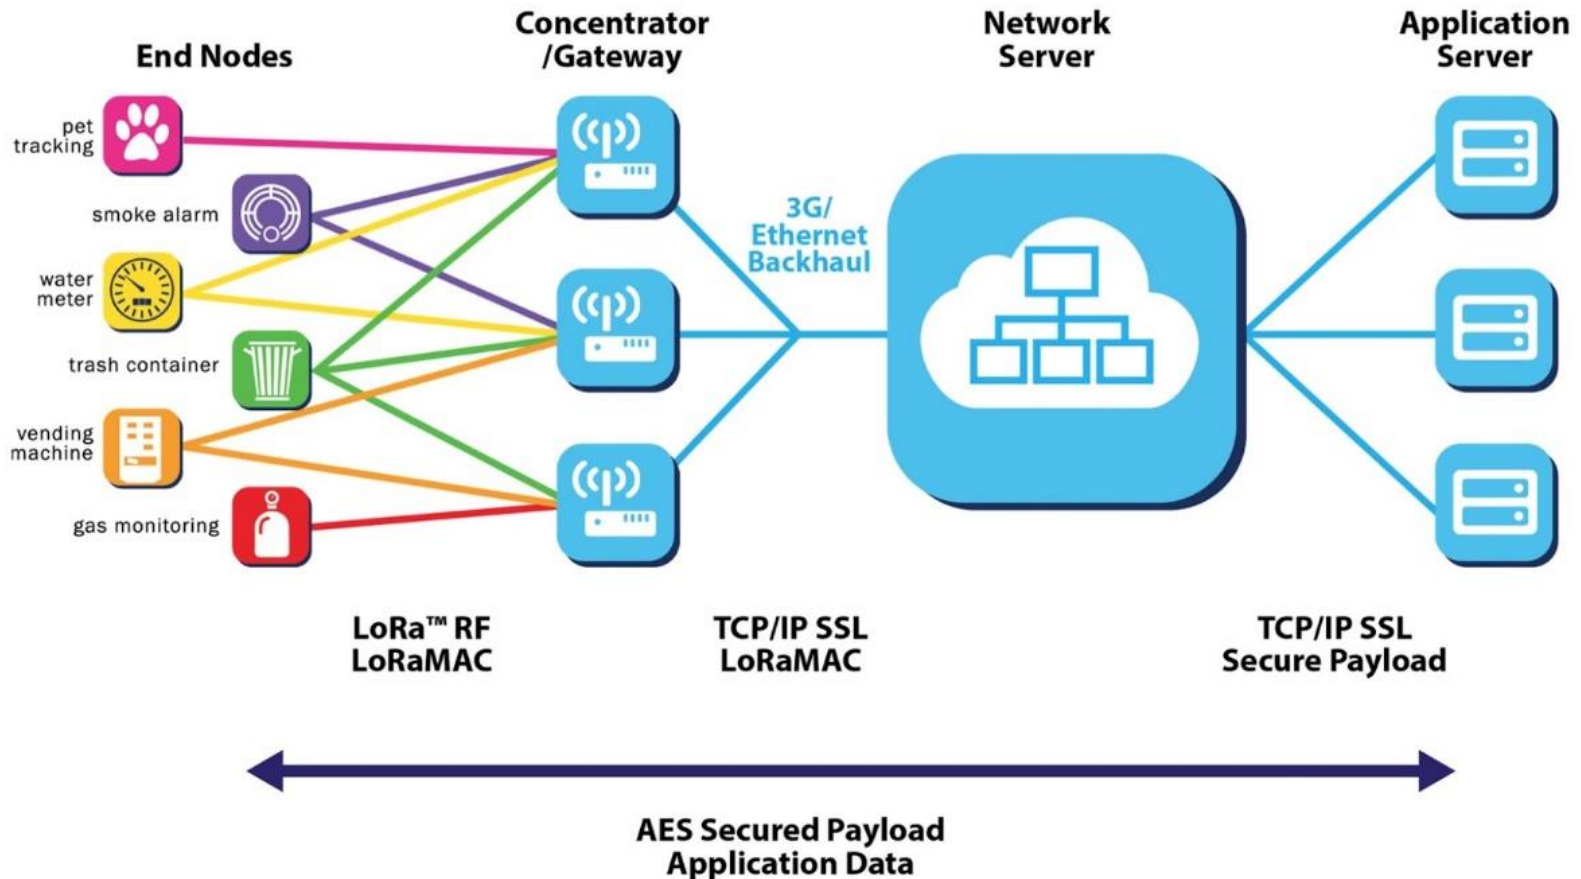 End Nodes
Concentrator
/Gateway
Network
Server
Application
Server
pet
tracking
smoke alarm
water
meter
trash container
vending
machine
gas monitoring
3G/
Ethernet
Backhaul
LoRa™ RF
LoRaMAC
TCP/IP SSL
LoRaMAC
TCP/IP SSL
Secure Payload
AES Secured Payload
Application Data